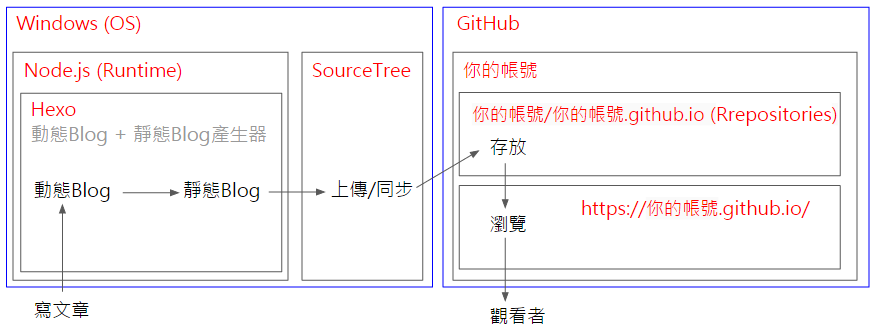 Windows (OS)
Node.js (Runtime)
Hexo
動態Blog + 靜態Blog產生器
動態Blog
靜態Blog
寫文章
SourceTree
上傳/同步
GitHub
你的帳號
你的帳號/你的帳號.github.io (Rrepositories)
存放
https://你的帳號.github.io/
瀏覽
觀看者